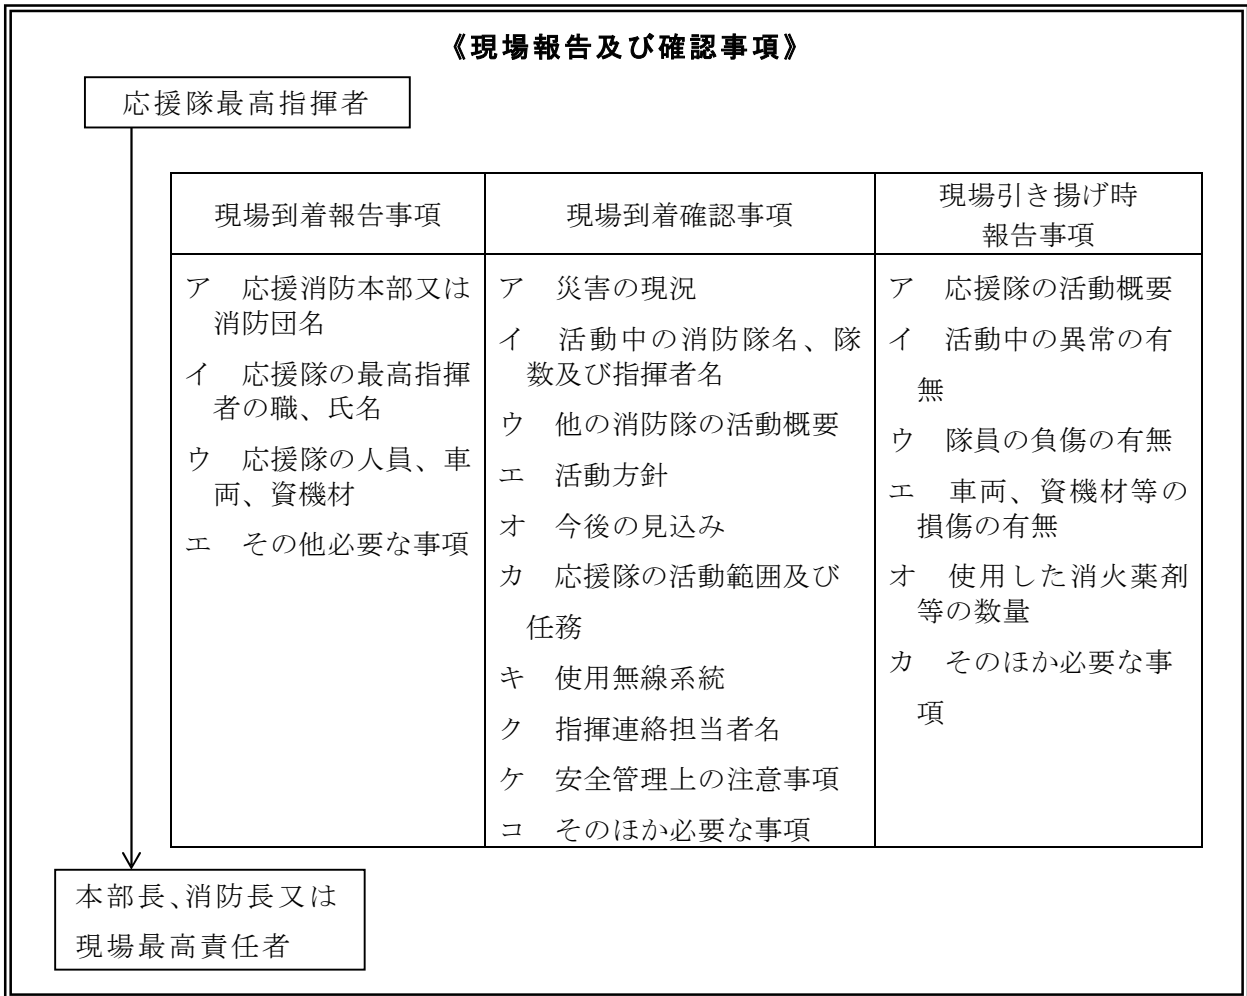 《現場報告及び確認事項》
応援隊最高指揮者
現場到着報告事項
ア　応援消防本部又は
消防団名
イ　応援隊の最高指揮
者の職、氏名
ウ　応援隊の人員、車
両、資機材
エ　その他必要な事項
現場到着確認事項
ア　災害の現況
イ　活動中の消防隊名、隊
数及び指揮者名
ウ　他の消防隊の活動概要
エ　活動方針
オ　今後の見込み
カ　応援隊の活動範囲及び
任務
キ　使用無線系統
ク　指揮連絡担当者名
ケ　安全管理上の注意事項
コ　そのほか必要な事項
現場引き揚げ時
報告事項
ア　応援隊の活動概要
イ　活動中の異常の有
無
ウ　隊員の負傷の有無
エ　車両、資機材等の
損傷の有無
オ　使用した消火薬剤
等の数量
カ　そのほか必要な事
項
本部長、消防長又は
現場最高責任者